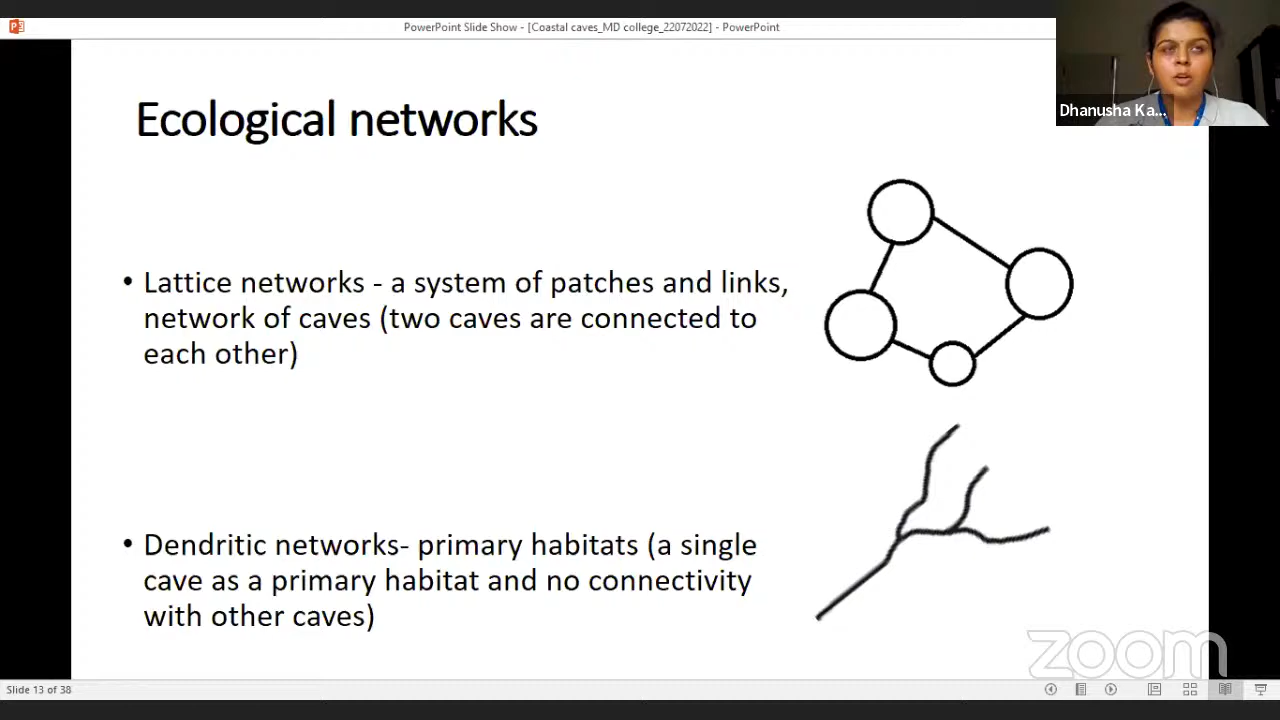 PowerPoint Slide Show - [Coastal caves_MD college_22072022] - PowerPoint
Dhanusha Ka...
Ecological networks
• Lattice networks - a system of patches and links,
network of caves (two caves are connected to
each other)
• Dendritic networks- primary habitats (a single
cave as a primary habitat and no connectivity
with other caves)
zoom
Slide 13 of 38